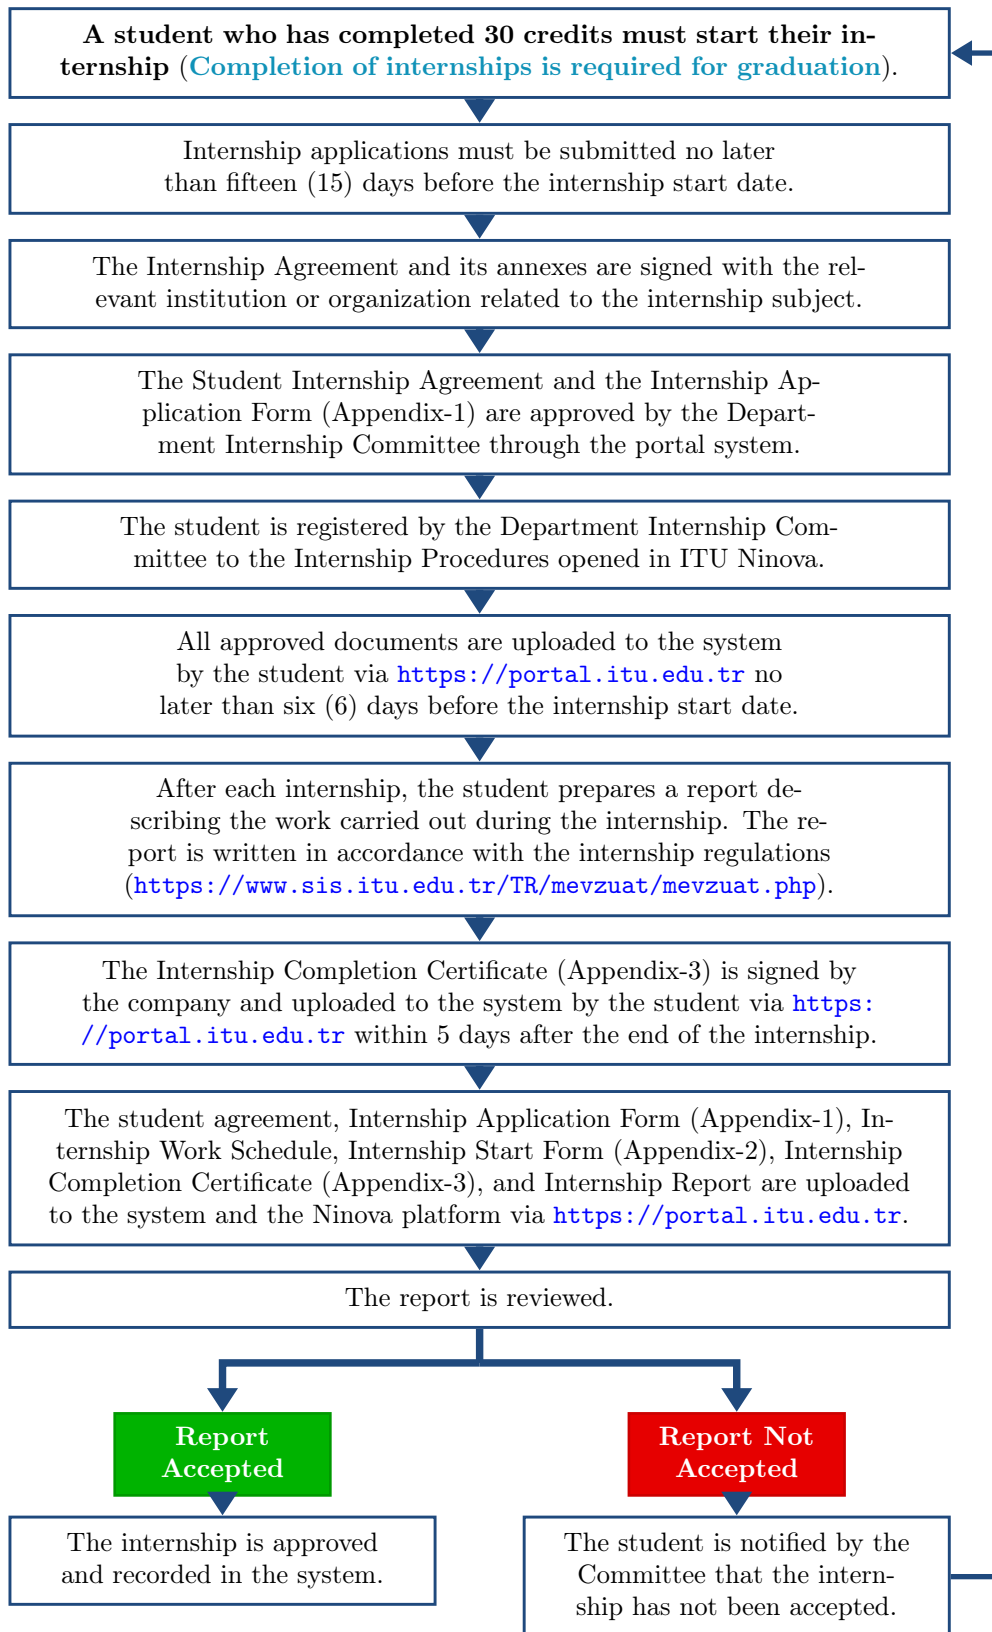 A student who has completed 30 credits must start their in-
ternship (Completion of internships is required for graduation).
Internship applications must be submitted no later
than fifteen (15) days before the internship start date.
The Internship Agreement and its annexes are signed with the rel-
evant institution or organization related to the internship subject.
The Student Internship Agreement and the Internship Ap-
plication Form (Appendix-1) are approved by the Depart-
ment Internship Committee through the portal system.
The student is registered by the Department Internship Com-
mittee to the Internship Procedures opened in ITU Ninova.
All approved documents are uploaded to the system
by the student via https://portal.itu.edu.tr no
later than six (6) days before the internship start date.
After each internship, the student prepares a report de-
scribing the work carried out during the internship. The re-
port is written in accordance with the internship regulations
(https://www.sis.itu.edu.tr/TR/mevzuat/mevzuat.php).
The Internship Completion Certificate (Appendix-3) is signed by
the company and uploaded to the system by the student via https:
//portal.itu.edu.tr within 5 days after the end of the internship.
The student agreement, Internship Application Form (Appendix-1), In-
ternship Work Schedule, Internship Start Form (Appendix-2), Internship
Completion Certificate (Appendix-3), and Internship Report are uploaded
to the system and the Ninova platform via https://portal.itu.edu.tr.
The report is reviewed.
Report
Accepted
Report Not
Accepted
The internship is approved
and recorded in the system.
The student is notified by the
Committee that the intern-
ship has not been accepted.